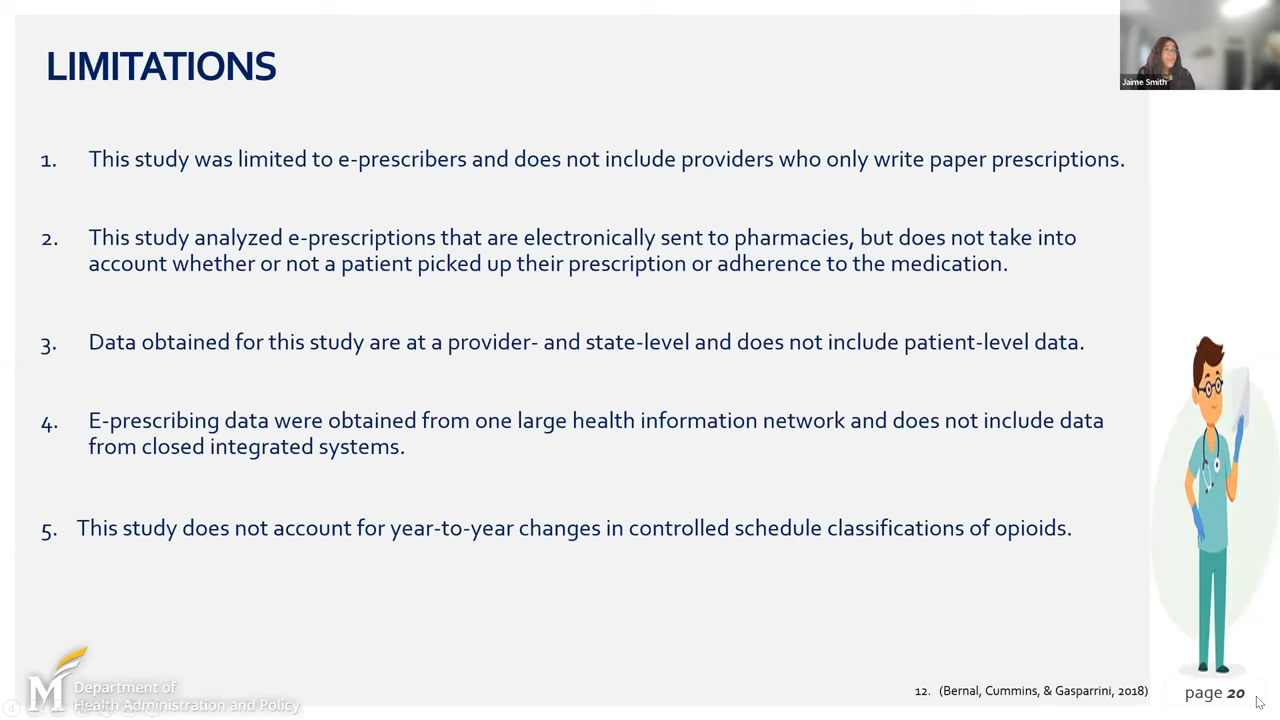 LIMITATIONS
Jaime Smith
1. This study was limited to e-prescribers and does not include providers who only write paper prescriptions.
2. This study analyzed e-prescriptions that are electronically sent to pharmacies, but does not take into
account whether or not a patient picked up their prescription or adherence to the medication.
3. Data obtained for this study are at a provider- and state-level and does not include patient-level data.
4. E-prescribing data were obtained from one large health information network and does not include data
from closed integrated systems.
5. This study does not account for year-to-year changes in controlled schedule classifications of opioids.
M
Department of
Health Administration and Policy
12. (Bernal, Cummins, & Gasparrini, 2018)
page 20